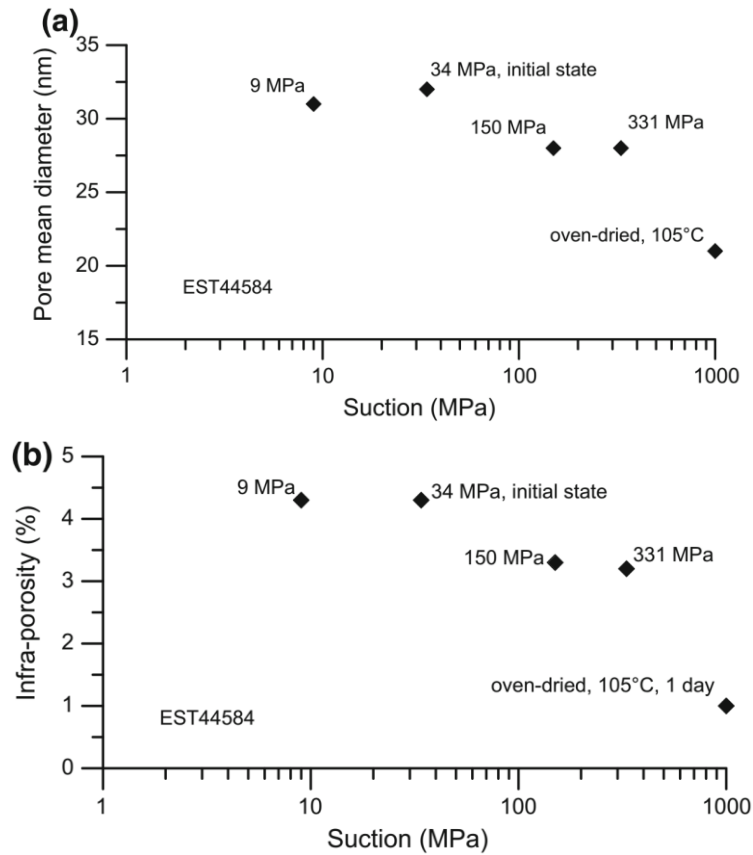 (a)
35
34 MPa, initial state
9 MPa
30
150 MPa
331 MPa
25
oven-dried, 105°C
20
EST44584
15
1
10
100
1000
Pore mean diameter (nm)
Suction (MPa)
(b)
5
9 MPa
34 MPa, initial state
4
150 MPa
331 MPa
3
2
oven-dried, 105°C, 1 day
1
EST44584
0
1
10
100
1000
Infra-porosity (%)
Suction (MPa)